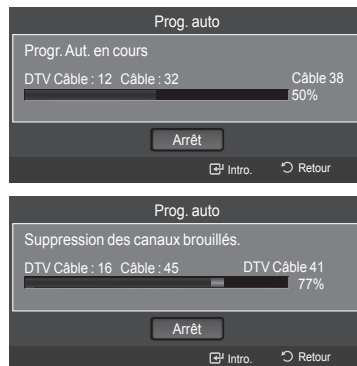 Prog. auto
Progr. Aut. en cours
DTV Câble : 12 Câble : 32 Câble 38
50%
Arrêt
Intro. Retour
Prog. auto
Suppression des canaux brouillés.
DTV Câble : 16 Câble : 45 DTV Câble 41
77%
Arrêt
Intro. Retour